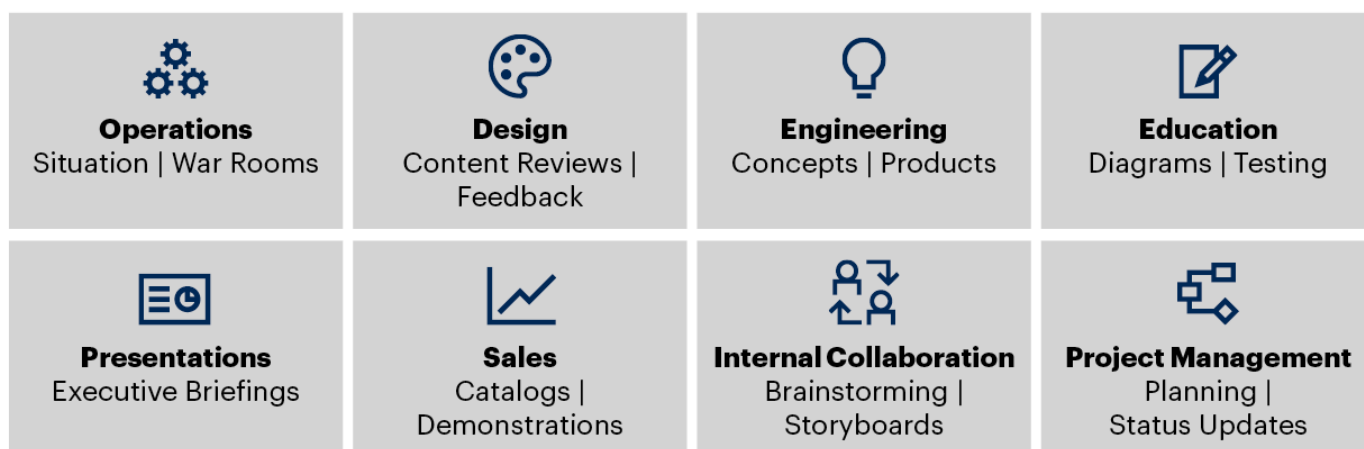 Operations
Situation | War Rooms
Design
Content Reviews |
Feedback
Engineering
Concepts | Products
Education
Diagrams | Testing
Presentations
Executive Briefings
Sales
Catalogs |
Demonstrations
Internal Collaboration
Brainstorming |
Storyboards
Project Management
Planning |
Status Updates